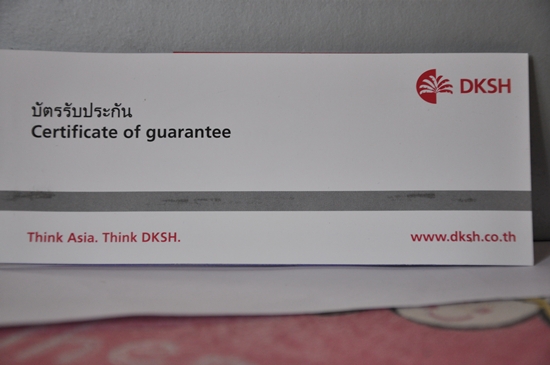 DKSH
บัตรรับประกัน
Certificate of guarantee
Think Asia. Think DKSH.
www.dksh.co.th